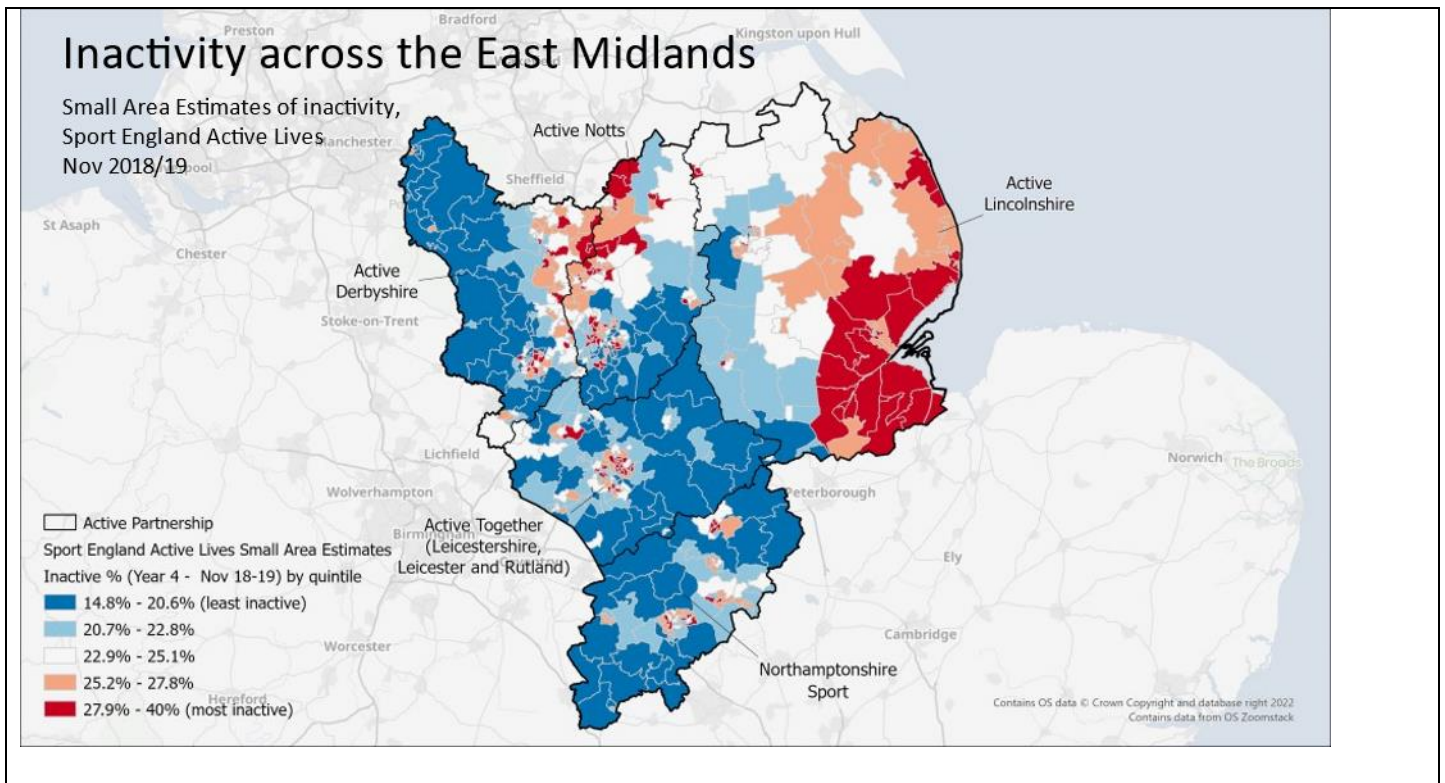 Inactivity across the East Midlands
Small Area Estimates of inactivity,
Sport England Active Lives
Nov 2018/19
Preston
Bradford
Kingston upon Hull
Manchester
Sheffield
Active Notts
Active
Lincolnshire
St Asaph
Chester
Active
Derbyshire
Stoke-on-Trent
Lichfield
Wolverhampton
Birmingham
Peterborough
Norwich
The Broads
Active Together
(Leicestershire,
Leicester and Rutland)
Ely
Cambridge
Worcester
Hereford
Northamptonshire
Sport
Active Partnership
Sport England Active Lives Small Area Estimates
Inactive % (Year 4 - Nov 18-19) by quintile
14.8% - 20.6% (least inactive)
20.7% - 22.8%
22.9% - 25.1%
25.2% - 27.8%
27.9% - 40% (most inactive)
Contains OS data © Crown Copyright and database right 2022
Contains data from OS Zoomstack